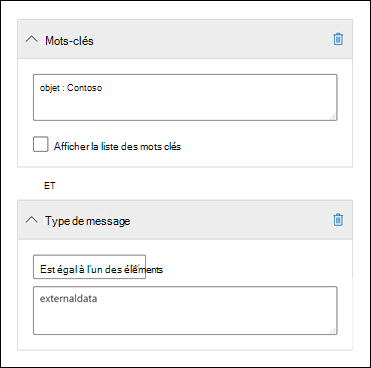 Mots-clés
objet : Contoso
Afficher la liste des mots clés
ET
Type de message
Est égal à l'un des éléments
externaldata